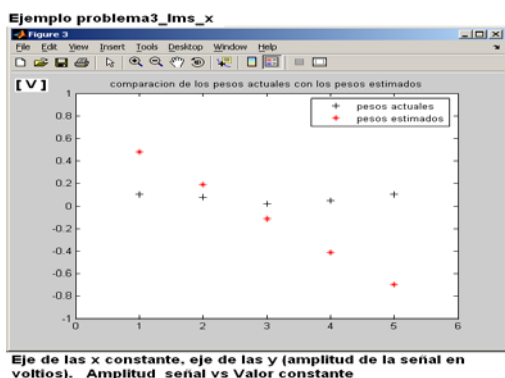 Ejemplo problema3_lms_x
Figure 3
File Edit View Insert Tools Desktop Window Help
[V]
comparacion de los pesos actuales con los pesos estimados
pesos actuales
pesos estimados
1
0.8
0.6
0.4
0.2
0
-0.2
-0.4
-0.6
-0.8
-1
0 1 2 3 4 5 6
Eje de las x constante, eje de las y (amplitud de la señal en
voltios). Amplitud señal vs Valor constante